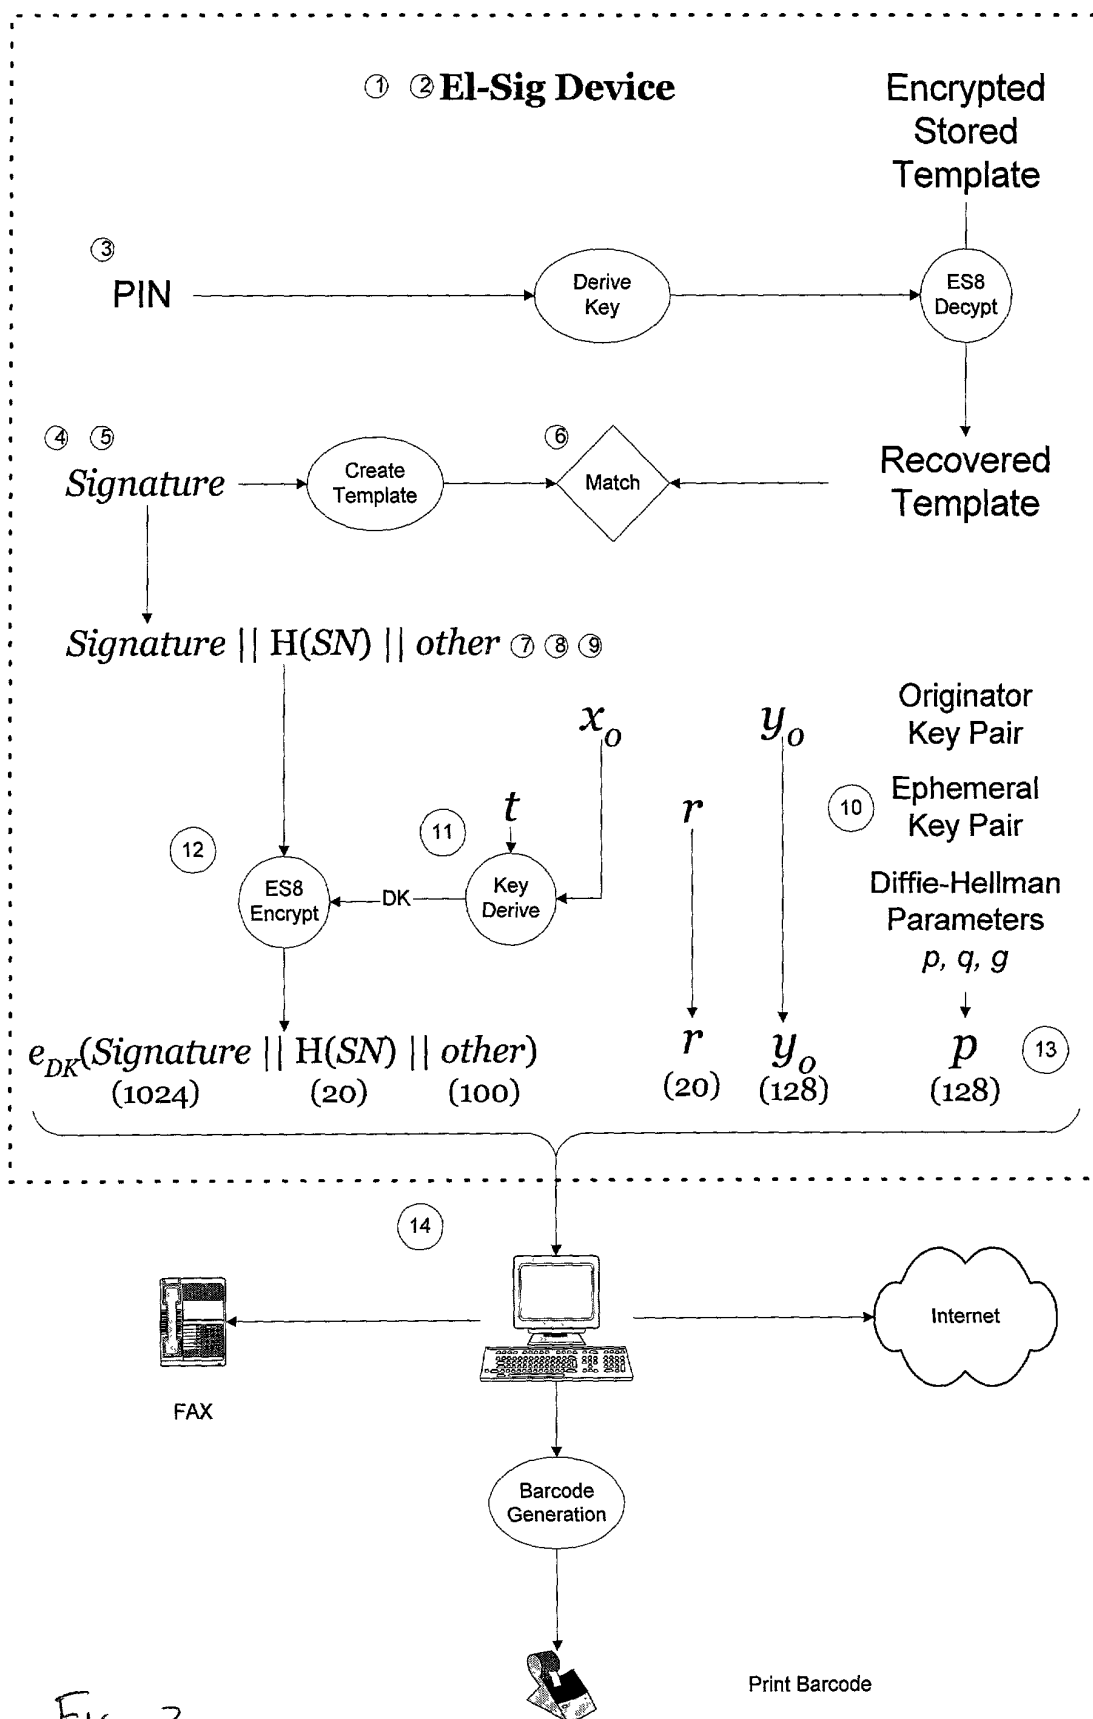 ① ② El-Sig Device
Encrypted
Stored
Template
③
PIN
Derive
Key
ES8
Decypt
④ ⑤
Signature
Create
Template
⑥
Match
Recovered
Template
Signature || H(SN) || other ⑦ ⑧ ⑨
x_o
y_o
Originator
Key Pair
t
r
⑩
Ephemeral
Key Pair
⑪
⑫
ES8
Encrypt
DK
Key
Derive
Diffie-Hellman
Parameters
p, q, g
e_DK(Signature || H(SN) || other)
(1024) (20) (100)
r
(20)
y_o
(128)
p
(128)
⑬
⑭
FAX
Internet
Barcode
Generation
Print Barcode